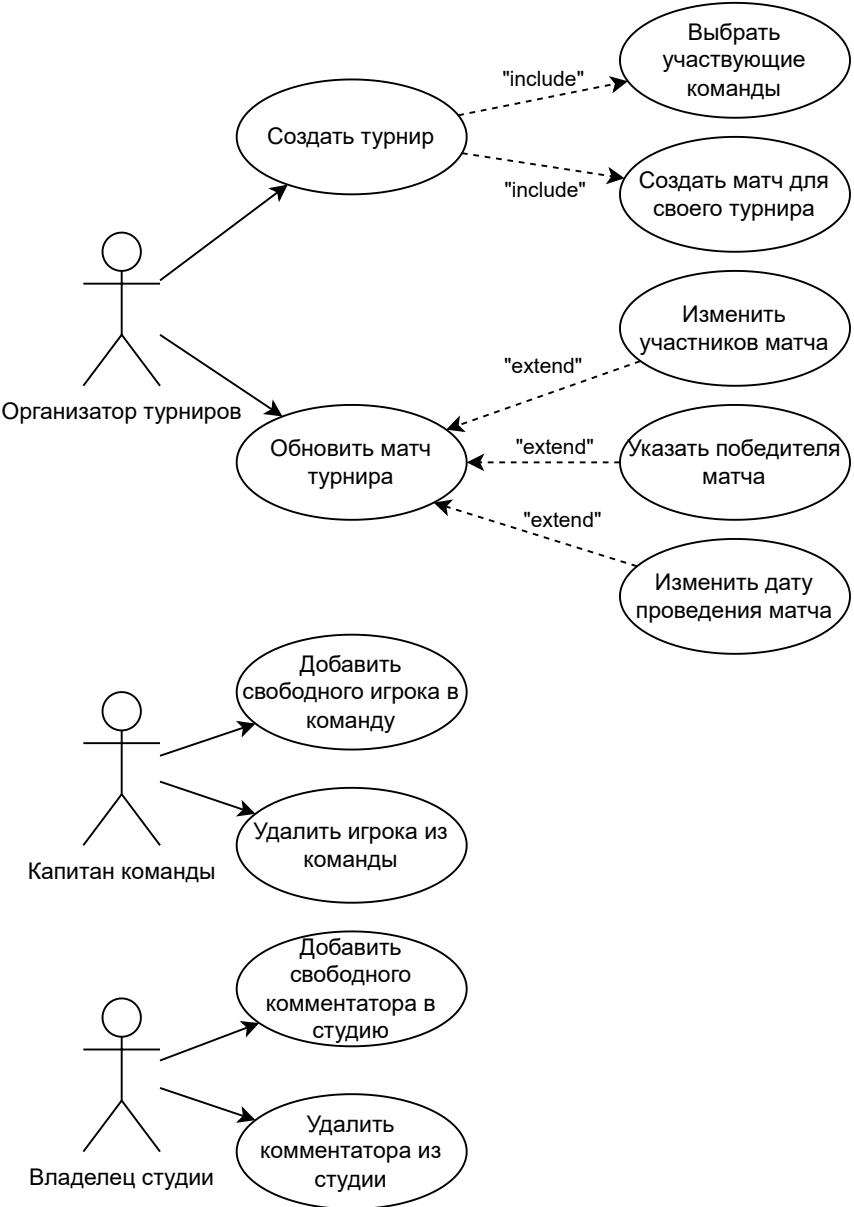 Выбрать
участвующие
команды
"include"
Создать турнир
"include"
Создать матч для
своего турнира
Изменить
участников матча
"extend"
Организатор турниров
Обновить матч
турнира
"extend"
Указать победителя
матча
"extend"
Изменить дату
проведения матча
Добавить
свободного игрока в
команду
Удалить игрока из
команды
Капитан команды
Добавить
свободного
комментатора в
студию
Удалить
комментатора из
студии
Владелец студии